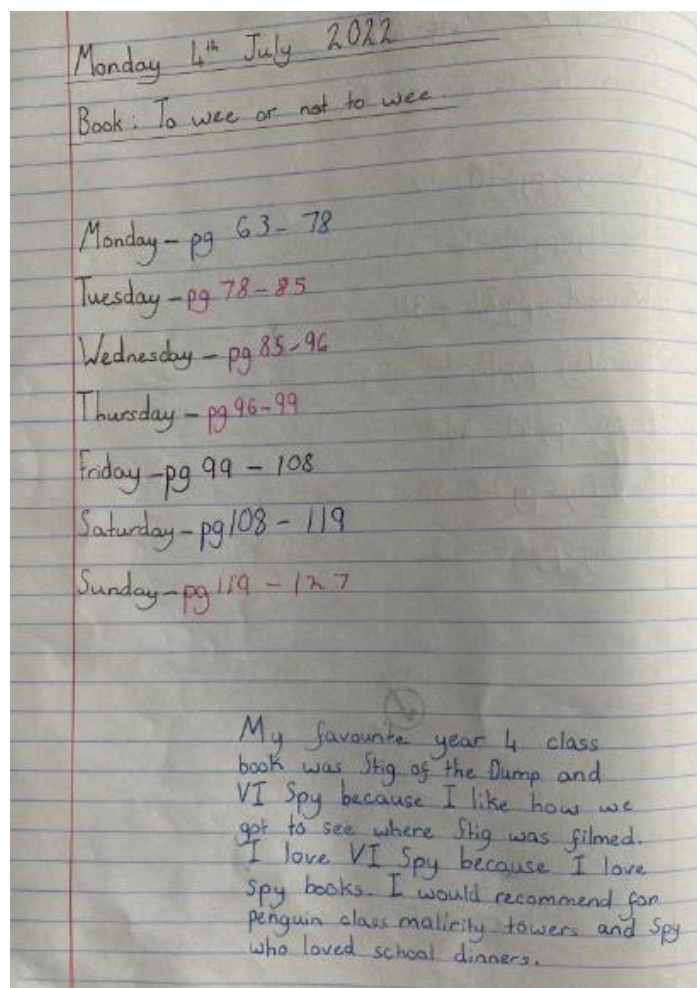 Monday 4th July 2022
Book: To wee or not to wee.
Monday - pg 63 - 78
Tuesday - pg 78 - 85
Wednesday - pg 85 - 96
Thursday - pg 96 - 99
Friday - pg 99 - 108
Saturday - pg 108 - 119
Sunday - pg 119 - 127
My favourite year 4 class
book was Stig of the Dump and
VI Spy because I like how we
got to see where Stig was filmed.
I love VI Spy because I love
spy books. I would recommend for
penguin class malirity towers and Spy
who loved school dinners.